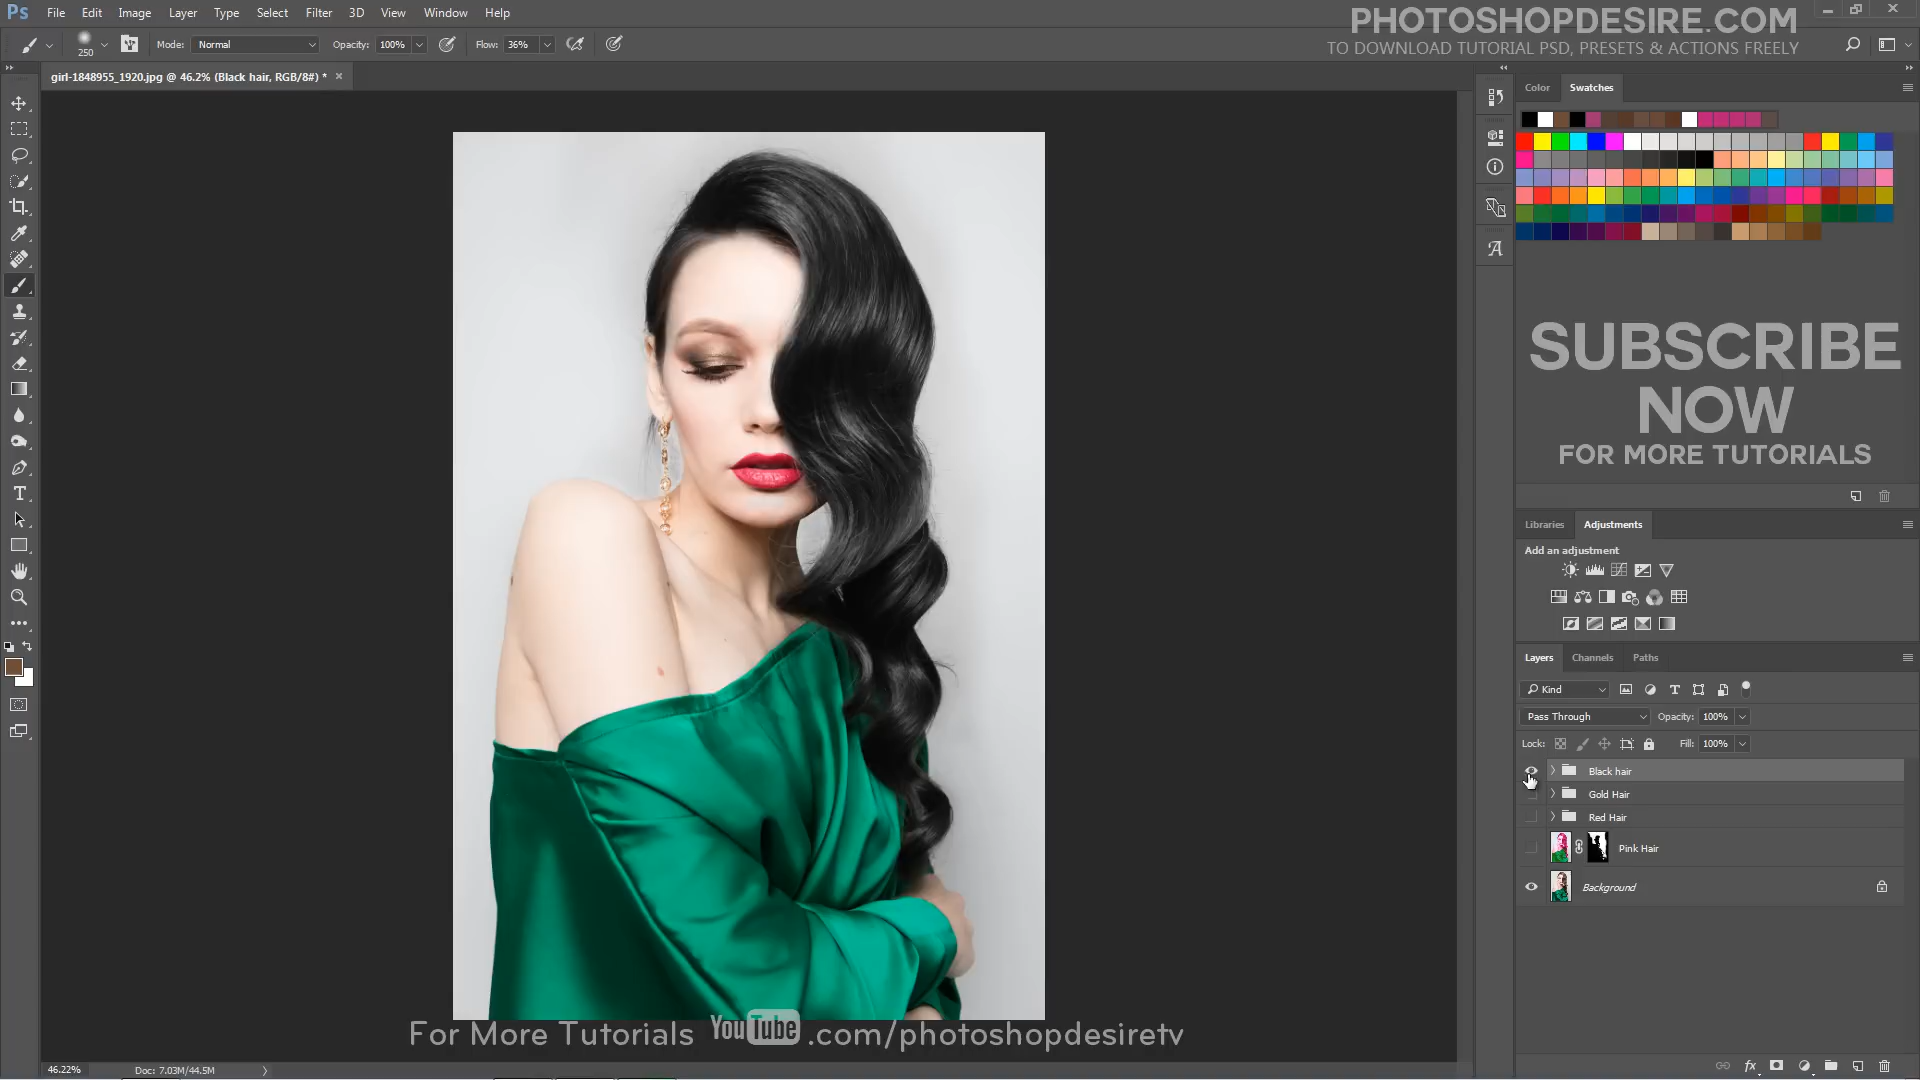 Ps File Edit Image Layer Type Select Filter 3D View Window Help
PHOTOSHOPDESIRE.COM
TO DOWNLOAD TUTORIAL PSD, PRESETS & ACTIONS FREELY
250 Mode: Normal Opacity: 100% Flow: 36%
girl-1848955_1920.jpg @ 46.2% (Black hair, RGB/8#) * ×
Color Swatches
SUBSCRIBE
NOW
FOR MORE TUTORIALS
Libraries Adjustments
Add an adjustment
Layers Channels Paths
Kind
Pass Through Opacity: 100%
Lock: Fill: 100%
Black hair
Gold Hair
Red Hair
Pink Hair
Background
For More Tutorials YouTube .com/photoshopdesiretv
46.22% Doc: 7.03M/44.5M